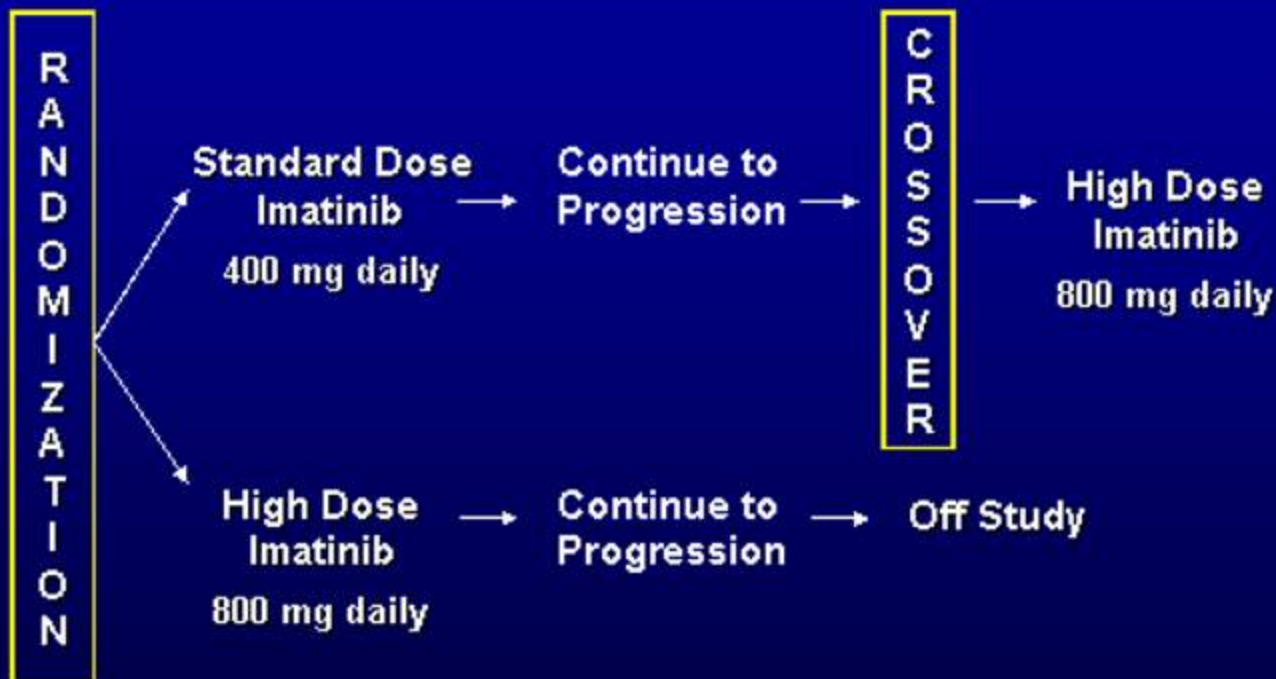 RANDOMIZATION
Standard Dose
Imatinib
400 mg daily
Continue to
Progression
CROSSOVER
High Dose
Imatinib
800 mg daily
High Dose
Imatinib
800 mg daily
Continue to
Progression
Off Study